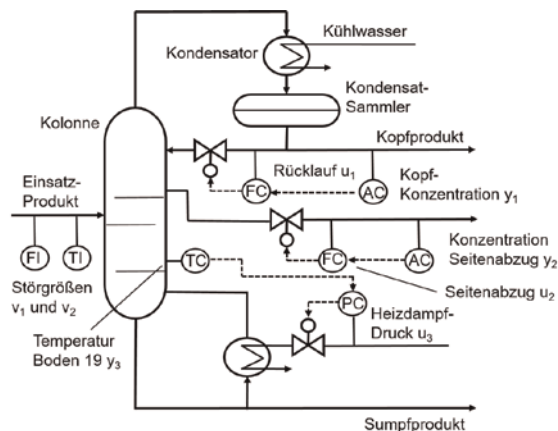 Kühlwasser
Kondensator
Kondensat-
Sammler
Kolonne
Kopfprodukt
Rücklauf u1
FC
AC
Kopf-
Konzentration y1
Einsatz-
Produkt
FI
TI
Störgrößen
v1 und v2
TC
FC
AC
Konzentration
Seitenabzug y2
Seitenabzug u2
PC
Heizdampf-
Druck u3
Temperatur
Boden 19 y3
Sumpfprodukt